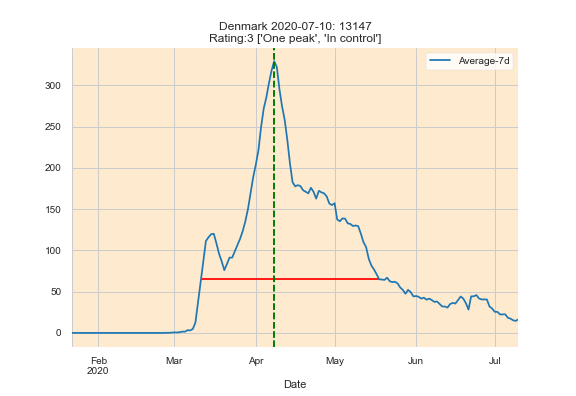 Denmark 2020-07-10: 13147
Rating:3 ['One peak', 'In control']
Average-7d
300
250
200
150
100
50
0
Feb
2020
Mar
Apr
May
Jun
Jul
Date